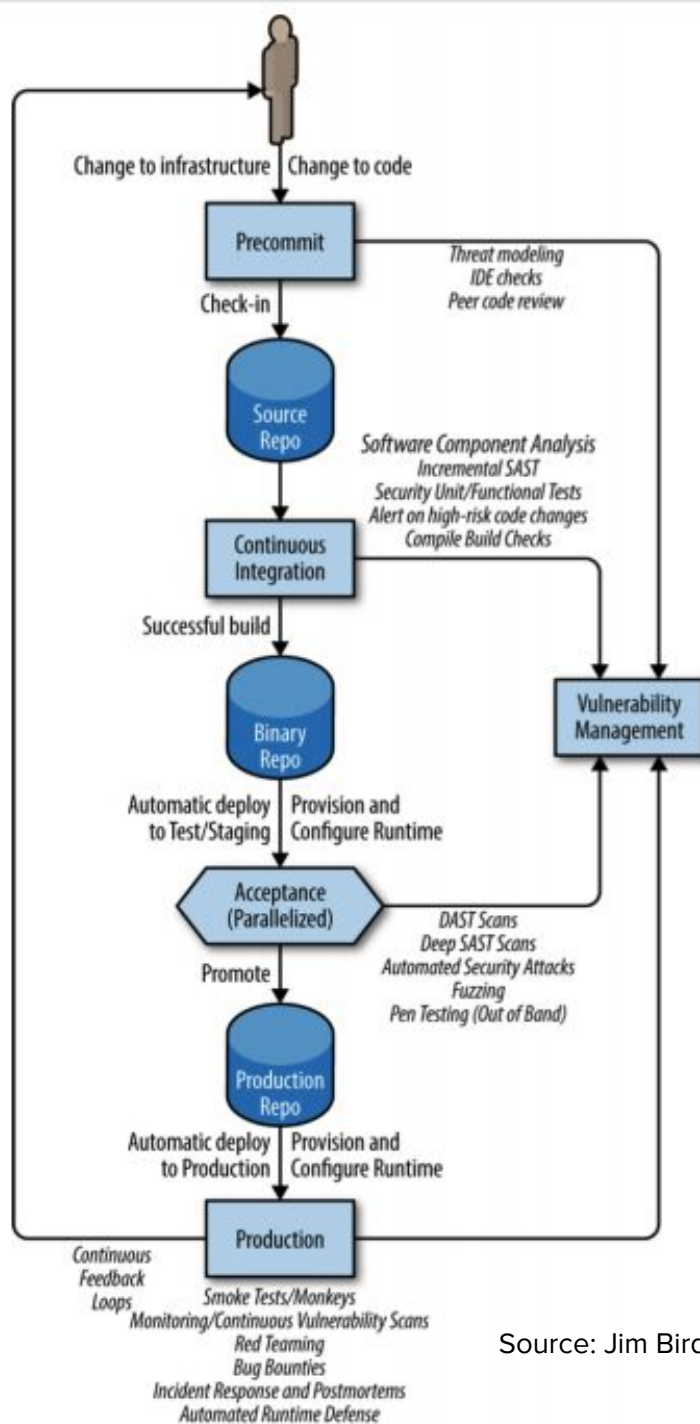 Change to infrastructure
Change to code
Precommit
Threat modeling
IDE checks
Peer code review
Check-in
Source
Repo
Software Component Analysis
Incremental SAST
Security Unit/Functional Tests
Alert on high-risk code changes
Compile Build Checks
Continuous
Integration
Successful build
Vulnerability
Management
Binary
Repo
Automatic deploy
to Test/Staging
Provision and
Configure Runtime
Acceptance
(Parallelized)
DAST Scans
Deep SAST Scans
Automated Security Attacks
Fuzzing
Pen Testing (Out of Band)
Promote
Production
Repo
Automatic deploy
to Production
Provision and
Configure Runtime
Production
Continuous
Feedback
Loops
Smoke Tests/Monkeys
Monitoring/Continuous Vulnerability Scans
Red Teaming
Bug Bounties
Incident Response and Postmortems
Automated Runtime Defense
Source: Jim Bird